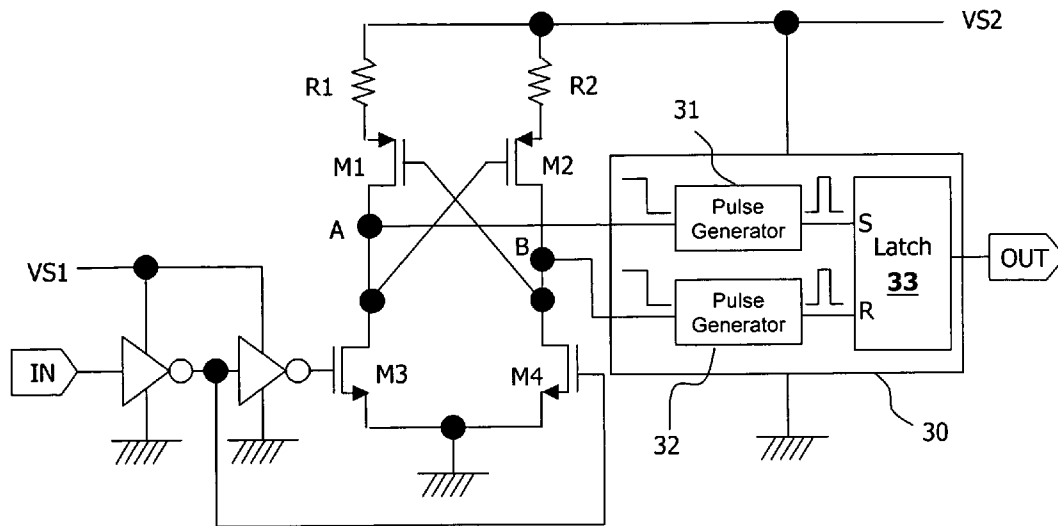 VS2
R1
R2
31
M1
M2
Pulse
Generator
A
S
B
Latch
33
OUT
VS1
Pulse
Generator
R
IN
M3
M4
32
30